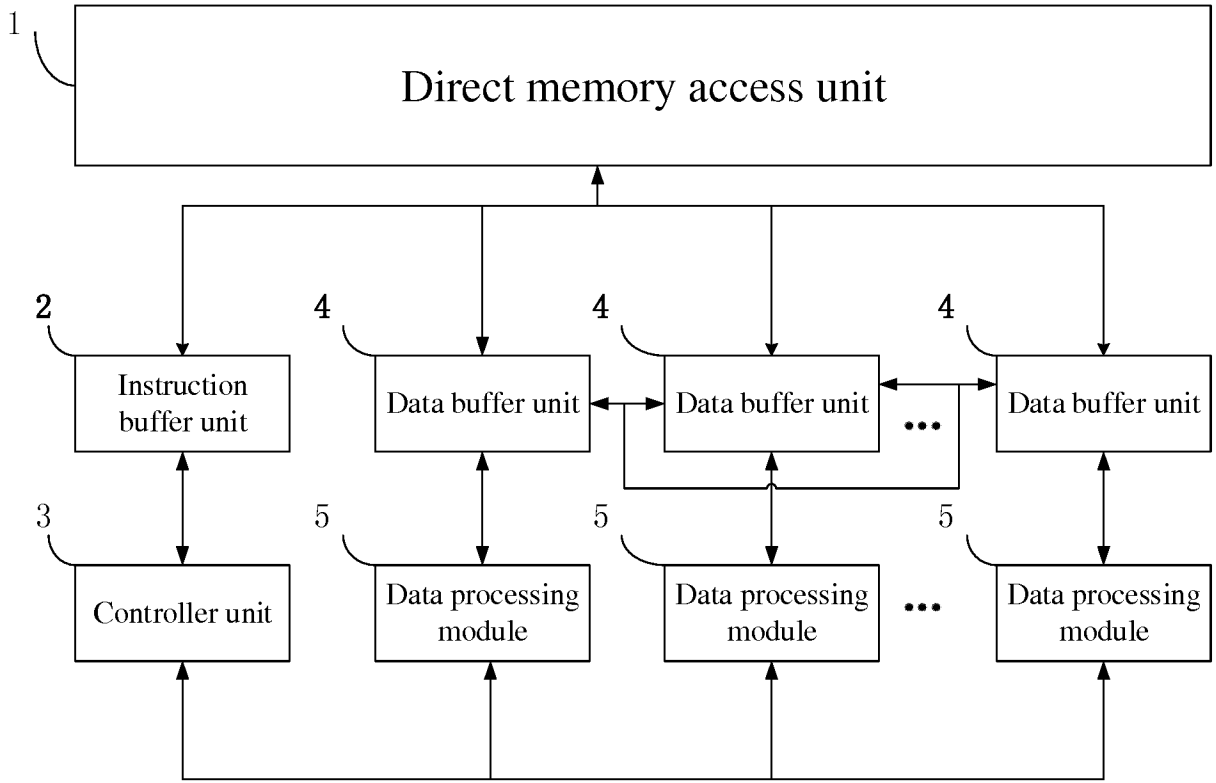 1
Direct memory access unit
2
4
4
4
Instruction
buffer unit
Data buffer unit
Data buffer unit
•••
Data buffer unit
3
5
5
5
Controller unit
Data processing
module
Data processing
module
•••
Data processing
module